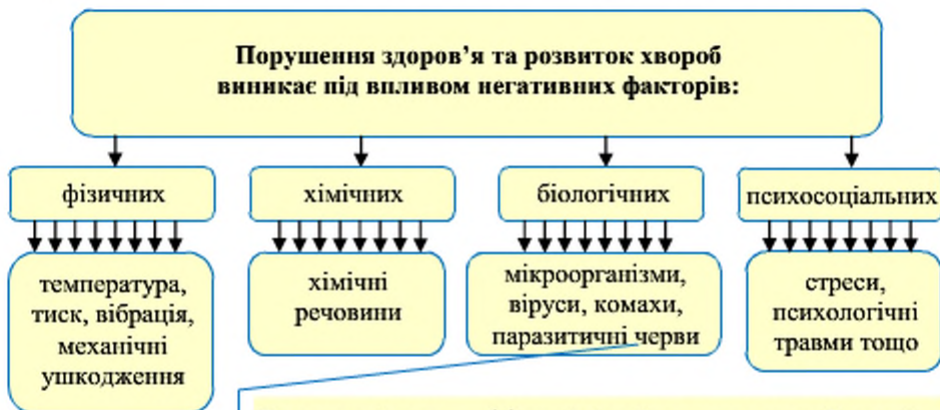 Порушення здоров’я та розвиток хвороб
виникає під впливом негативних факторів:
фізичних
хімічних
біологічних
психосоціальних
температура,
тиск, вібрація,
механічні
ушкодження
хімічні
речовини
мікроорганізми,
віруси, комахи,
паразитичні черви
стреси,
психологічні
травми тощо